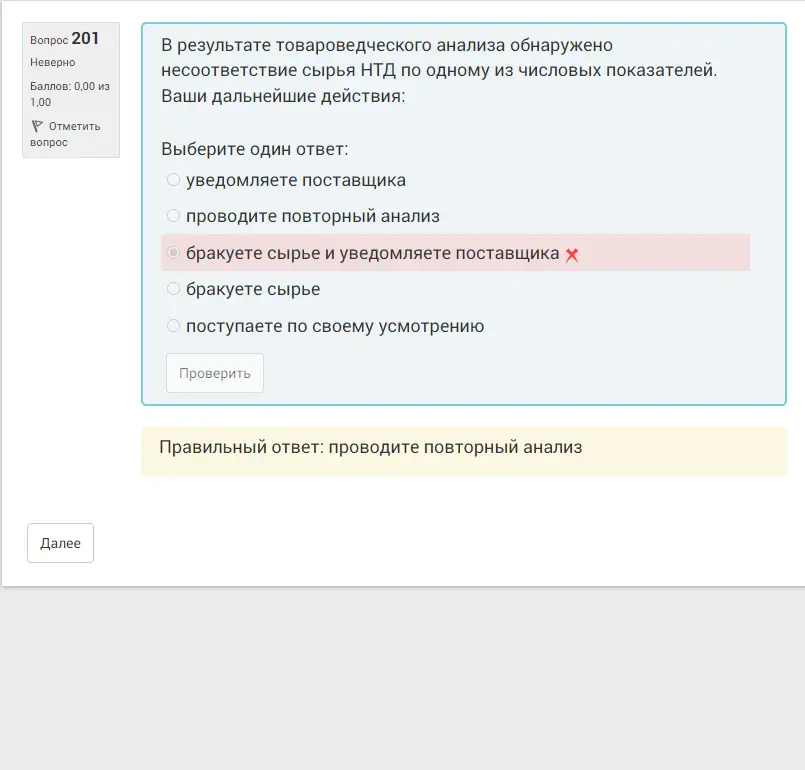 Вопрос 201
Неверно
Баллов: 0,00 из
1,00
Отметить
вопрос
В результате товароведческого анализа обнаружено
несоответствие сырья НТД по одному из числовых показателей.
Ваши дальнейшие действия:
Выберите один ответ:
уведомляете поставщика
проводите повторный анализ
бракуете сырье и уведомляете поставщика
бракуете сырье
поступаете по своему усмотрению
Проверить
Правильный ответ: проводите повторный анализ
Далее